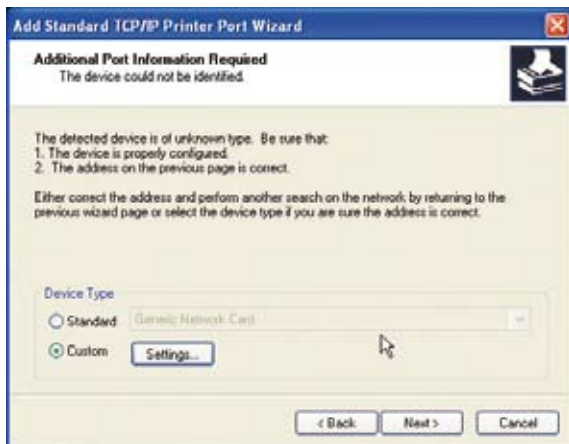 Add Standard TCP/IP Printer Port Wizard
Additional Port Information Required
The device could not be identified.
The detected device is of unknown type. Be sure that:
1. The device is properly configured.
2. The address on the previous page is correct.
Either correct the address and perform another search on the network by returning to the
previous wizard page or select the device type if you are sure the address is correct.
Device Type
Standard
Generic Network Card
Custom
Settings...
< Back
Next >
Cancel